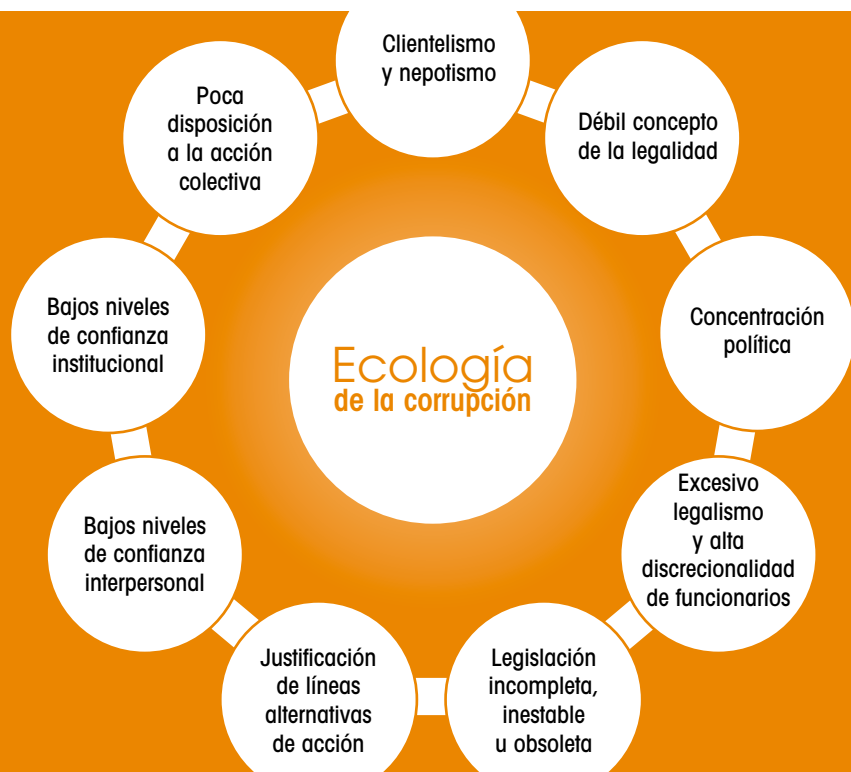 Clientelismo
y nepotismo
Débil concepto
de la legalidad
Concentración
política
Excesivo
legalismo
y alta
discrecionalidad
de funcionarios
Legislación
incompleta,
inestable
u obsoleta
Justificación
de líneas
alternativas
de acción
Bajos niveles
de confianza
interpersonal
Bajos niveles
de confianza
institucional
Poca
disposición
a la acción
colectiva
Ecología
de la corrupción